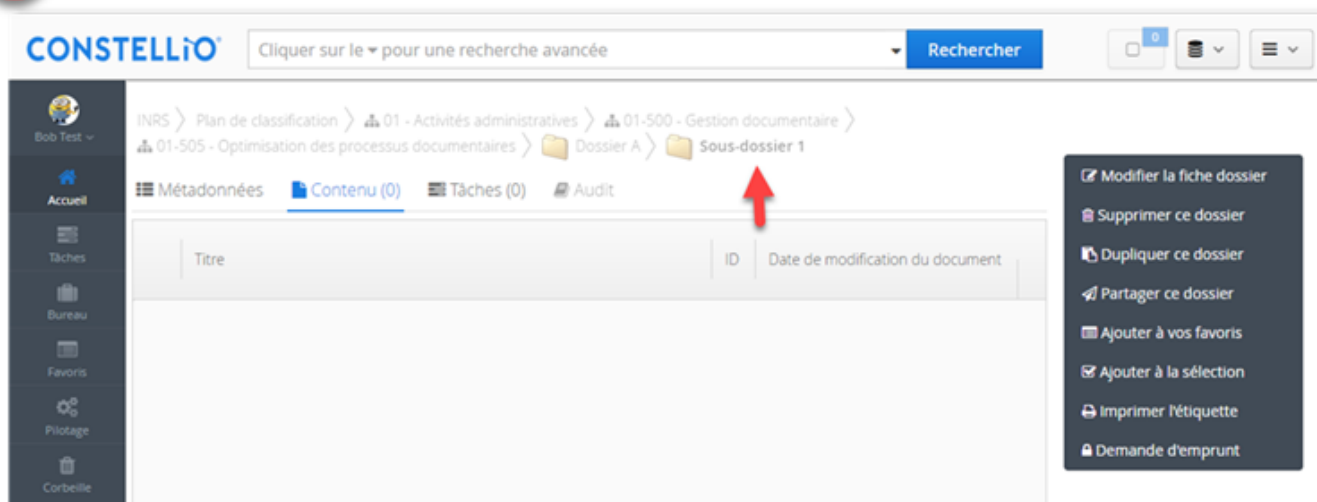 CONSTELLiO
Cliquer sur le ▾ pour une recherche avancée
Rechercher
0
Bob Test
Accueil
Tâches
Bureau
Favoris
Pilotage
Corbeille
INRS 〉 Plan de classification 〉 01 - Activités administratives 〉 01-500 - Gestion documentaire 〉
01-505 - Optimisation des processus documentaires 〉 Dossier A 〉 Sous-dossier 1
Métadonnées Contenu (0) Tâches (0) Audit
Titre ID Date de modification du document
Modifier la fiche dossier
Supprimer ce dossier
Dupliquer ce dossier
Partager ce dossier
Ajouter à vos favoris
Ajouter à la sélection
Imprimer l'étiquette
Demande d'emprunt